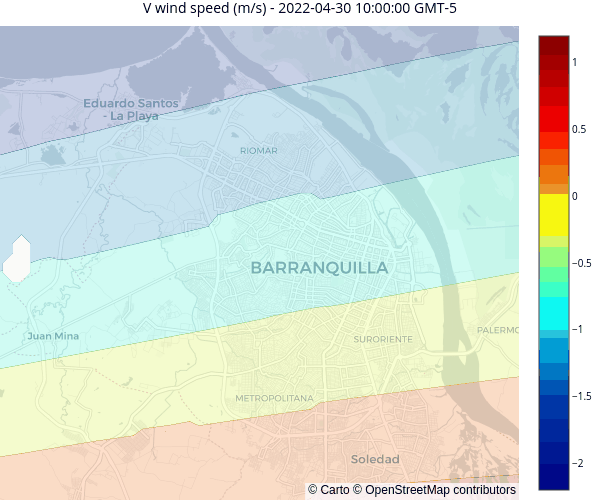 V wind speed (m/s) - 2022-04-30 10:00:00 GMT-5
Eduardo Santos
- La Playa
RIOMAR
BARRANQUILLA
Juan Mina
SURORIENTE
PALERMO
METROPOLITANA
Soledad
© Carto © OpenStreetMap contributors
1
0.5
0
−0.5
−1
−1.5
−2